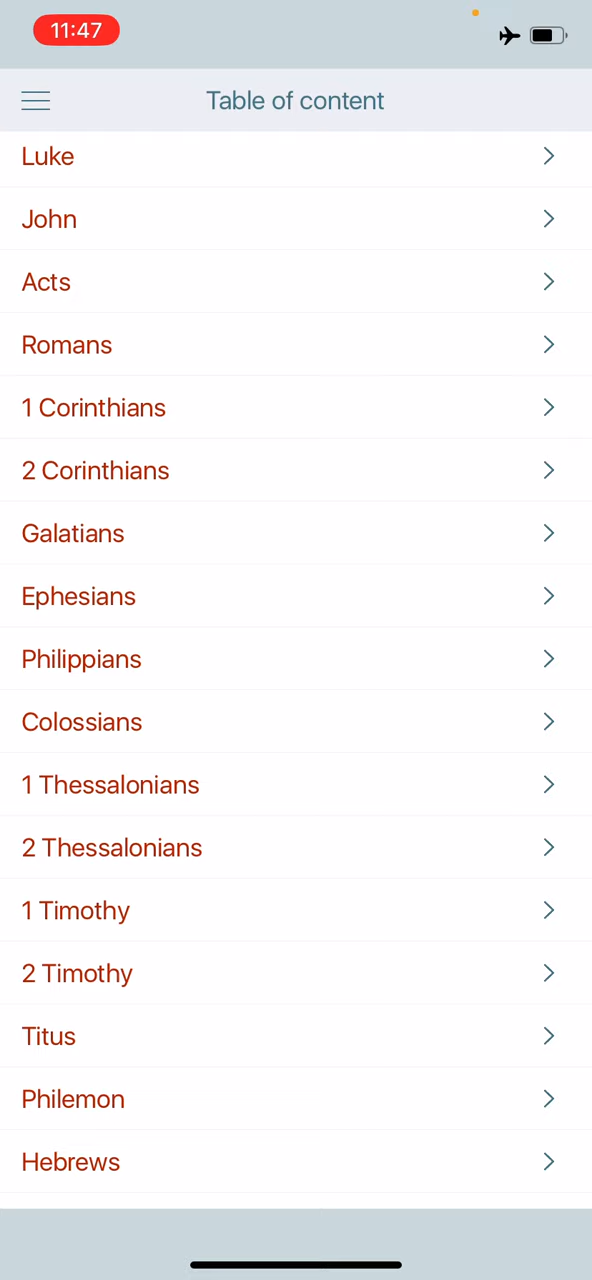 11:47
Table of content
Luke
John
Acts
Romans
1 Corinthians
2 Corinthians
Galatians
Ephesians
Philippians
Colossians
1 Thessalonians
2 Thessalonians
1 Timothy
2 Timothy
Titus
Philemon
Hebrews